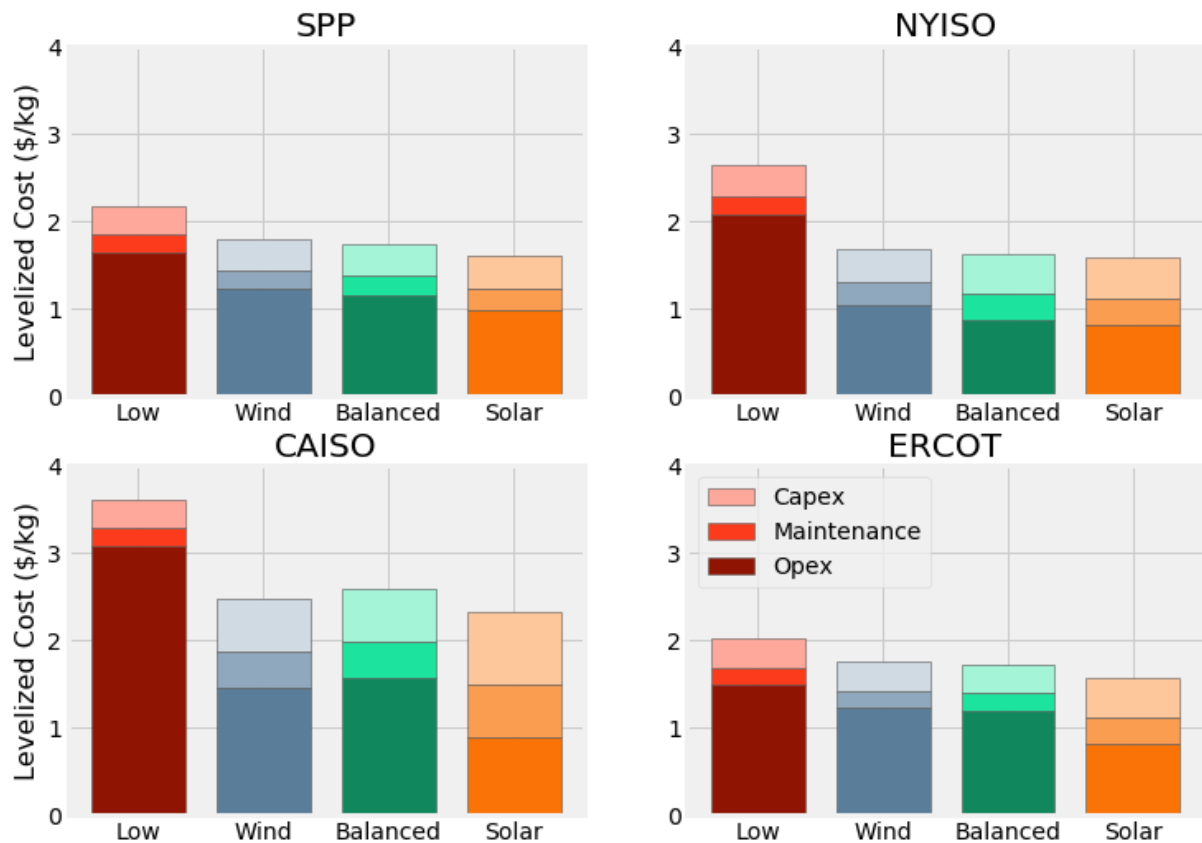 SPP
Levelized Cost ($/kg)
4
3
2
1
0
Low Wind Balanced Solar
NYISO
4
3
2
1
0
Low Wind Balanced Solar
CAISO
Levelized Cost ($/kg)
4
3
2
1
0
Low Wind Balanced Solar
ERCOT
4
3
2
1
0
Capex
Maintenance
Opex
Low Wind Balanced Solar